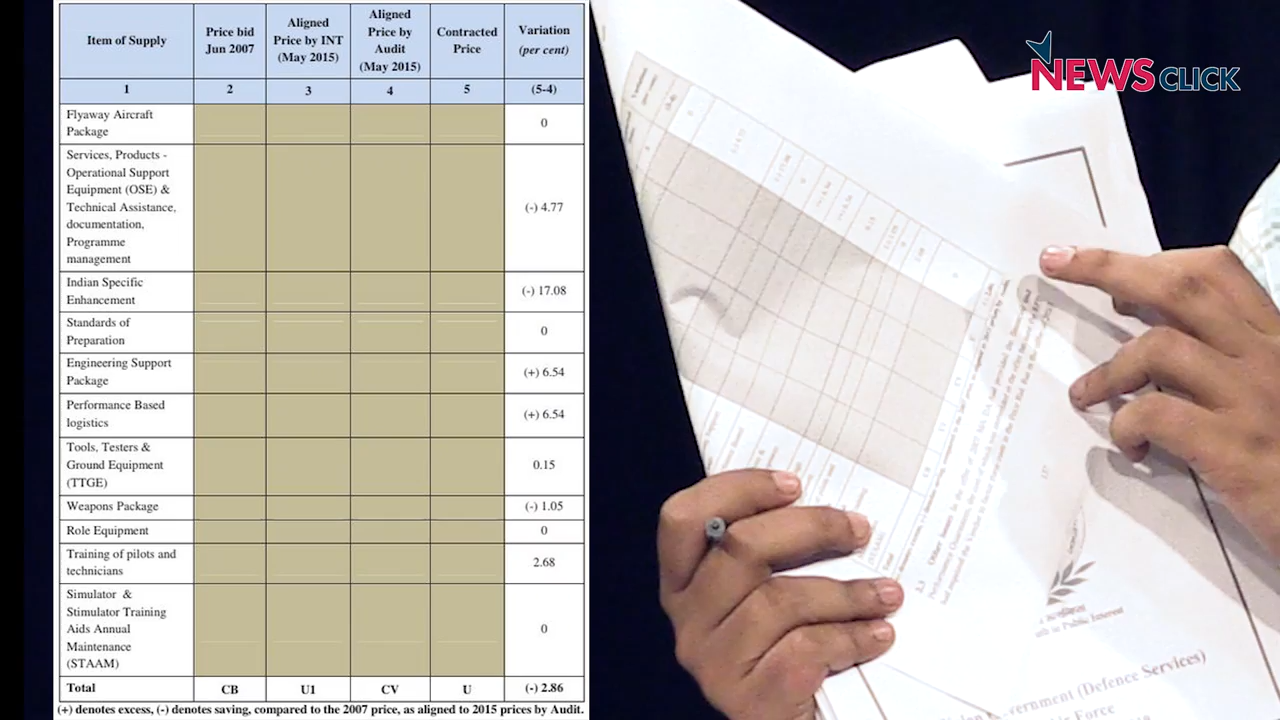 Item of Supply
Price bid
Jun 2007
Aligned
Price by INT
(May 2015)
Aligned
Price by
Audit
(May 2015)
Contracted
Price
Variation
(per cent)
1
2
3
4
5
(5-4)
Flyaway Aircraft
Package
0
Services, Products -
Operational Support
Equipment (OSE) &
Technical Assistance,
documentation,
Programme
management
(-) 4.77
Indian Specific
Enhancement
(-) 17.08
Standards of
Preparation
0
Engineering Support
Package
(+) 6.54
Performance Based
logistics
(+) 6.54
Tools, Testers &
Ground Equipment
(TTGE)
0.15
Weapons Package
(-) 1.05
Role Equipment
0
Training of pilots and
technicians
2.68
Simulator &
Stimulator Training
Aids Annual
Maintenance
(STAAM)
0
Total
CB
U1
CV
U
(-) 2.86
(+) denotes excess, (-) denotes saving, compared to the 2007 price, as aligned to 2015 prices by Audit.
NEWSCLICK
in Public Interest
(Defence Services)
Force